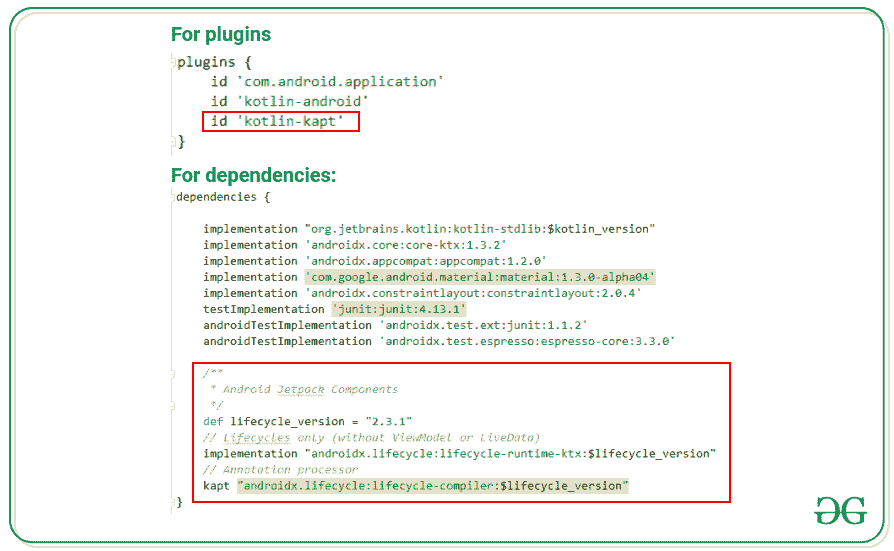 For plugins
plugins {
id 'com.android.application'
id 'kotlin-android'
id 'kotlin-kapt'
}
For dependencies:
dependencies {
implementation "org.jetbrains.kotlin:kotlin-stdlib:$kotlin_version"
implementation 'androidx.core:core-ktx:1.3.2'
implementation 'androidx.appcompat:appcompat:1.2.0'
implementation 'com.google.android.material:material:1.3.0-alpha04'
implementation 'androidx.constraintlayout:constraintlayout:2.0.4'
testImplementation 'junit:junit:4.13.1'
androidTestImplementation 'androidx.test.ext:junit:1.1.2'
androidTestImplementation 'androidx.test.espresso:espresso-core:3.3.0'
/**
* Android Jetpack Components
*/
def lifecycle_version = "2.3.1"
// Lifecycles only (without ViewModel or LiveData)
implementation "androidx.lifecycle:lifecycle-runtime-ktx:$lifecycle_version"
// Annotation processor
kapt "androidx.lifecycle:lifecycle-compiler:$lifecycle_version"
}